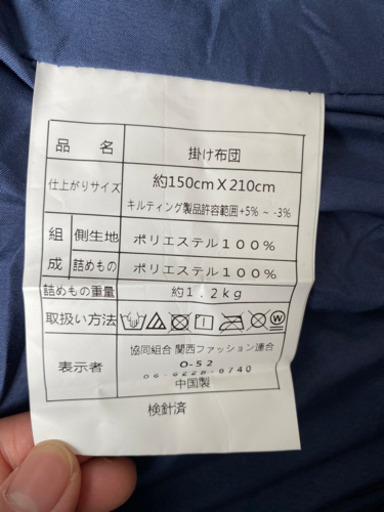 品 名 掛け布団
仕上がりサイズ 約150cm X 210cm
キルティング製品許容範囲+5% ~ -3%
組成 側生地 ポリエステル100%
詰めもの ポリエステル100%
詰めもの重量 約1.2kg
取扱い方法
協同組合 関西ファッション連合
表示者 O-52
06-6228-6740
中国製
検針済